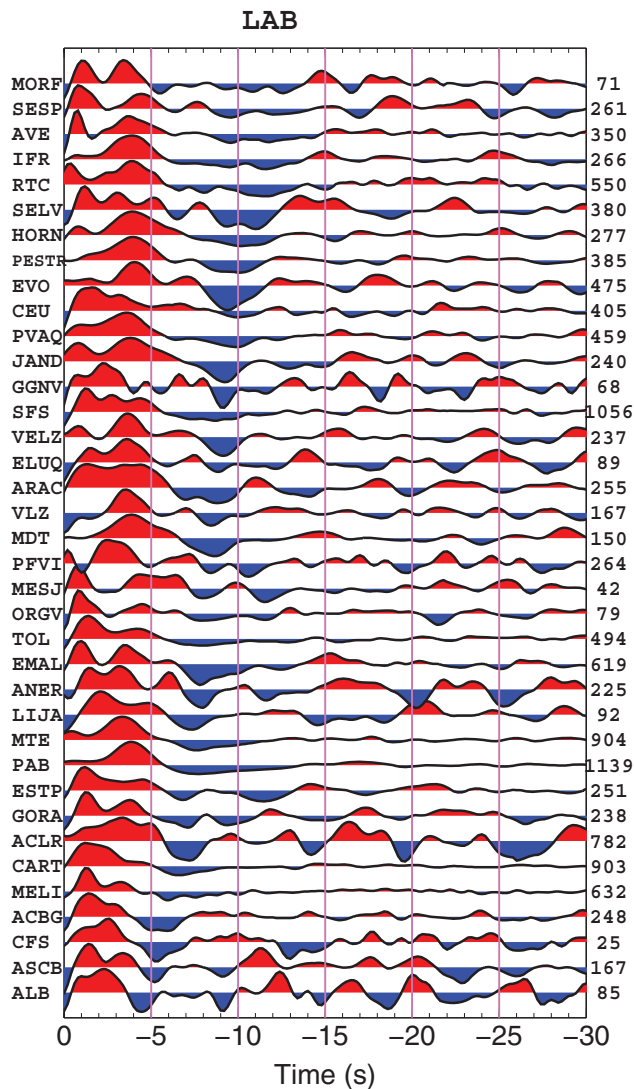 LAB
MORF 71
SESP 261
AVE 350
IFR 266
RTC 550
SELV 380
HORN 277
PESTR 385
EVO 475
CEU 405
PVAQ 459
JAND 240
GGNV 68
SFS 1056
VELZ 237
ELUQ 89
ARAC 255
VLZ 167
MDT 150
PFVI 264
MESJ 42
ORGV 79
TOL 494
EMAL 619
ANER 225
LIJA 92
MTE 904
PAB 1139
ESTP 251
GORA 238
ACLR 782
CART 903
MELI 632
ACBG 248
CFS 25
ASCB 167
ALB 85
0 −5 −10 −15 −20 −25 −30
Time (s)